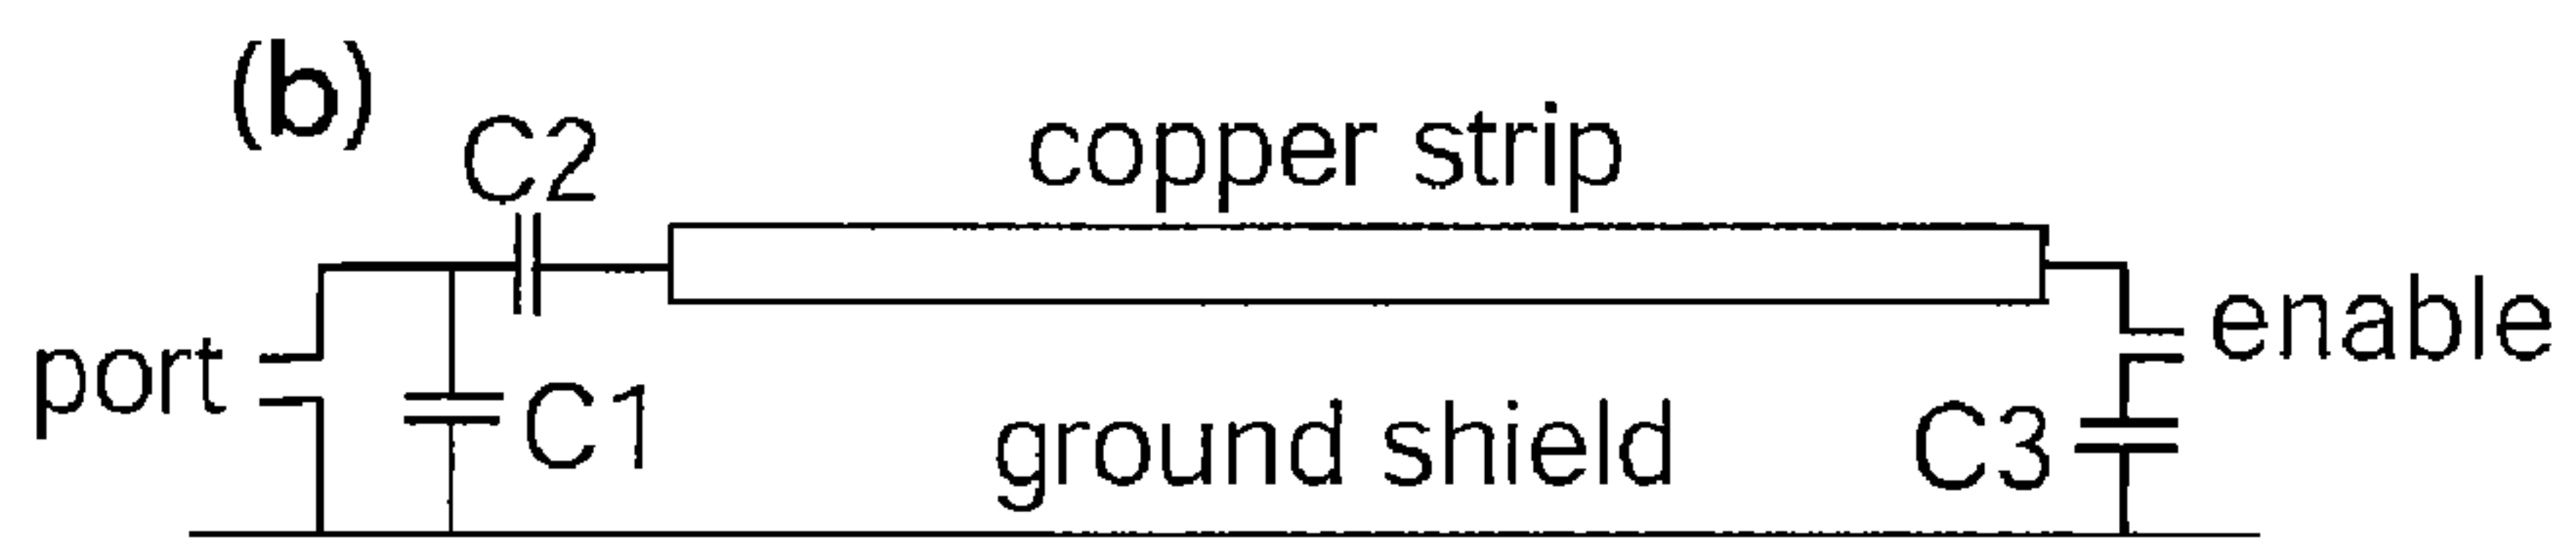 (b)
C2
copper strip
port
enable
C1
ground shield
C3